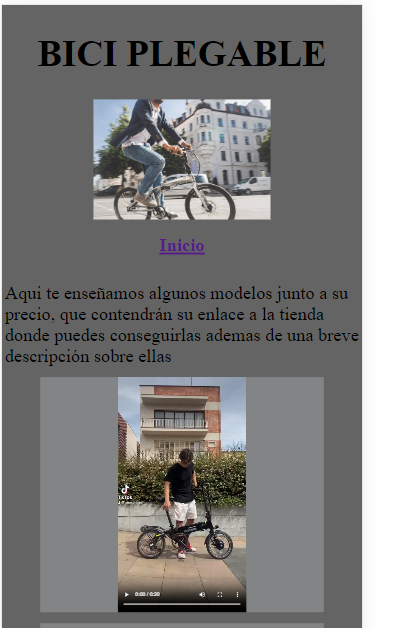 BICI PLEGABLE
Inicio
Aqui te enseñamos algunos modelos junto a su
precio, que contendrán su enlace a la tienda
donde puedes conseguirlas ademas de una breve
descripción sobre ellas
0:00 / 0:20